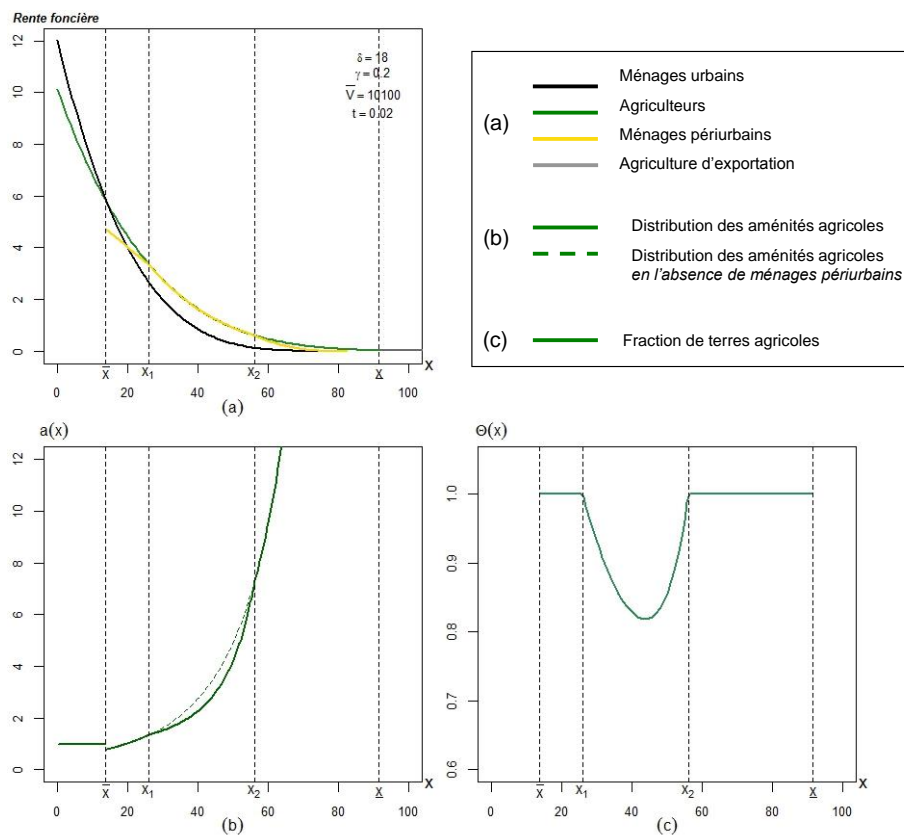 Rente foncière
12
10
8
6
4
2
0
δ = 18
γ = 0.2
V̅ = 10100
t = 0.02
x̅ x₁ x₂ x̲ X
0 20 40 60 80 100
(a)
(a)
Ménages urbains
Agriculteurs
Ménages périurbains
Agriculture d'exportation
(b)
Distribution des aménités agricoles
Distribution des aménités agricoles
en l'absence de ménages périurbains
(c)
Fraction de terres agricoles
a(x)
12
10
8
6
4
2
0
x̅ x₁ x₂ x̲ X
0 20 40 60 80 100
(b)
Θ(x)
1.0
0.9
0.8
0.7
0.6
x̅ x₁ x₂ x̲ X
0 20 40 60 80 100
(c)